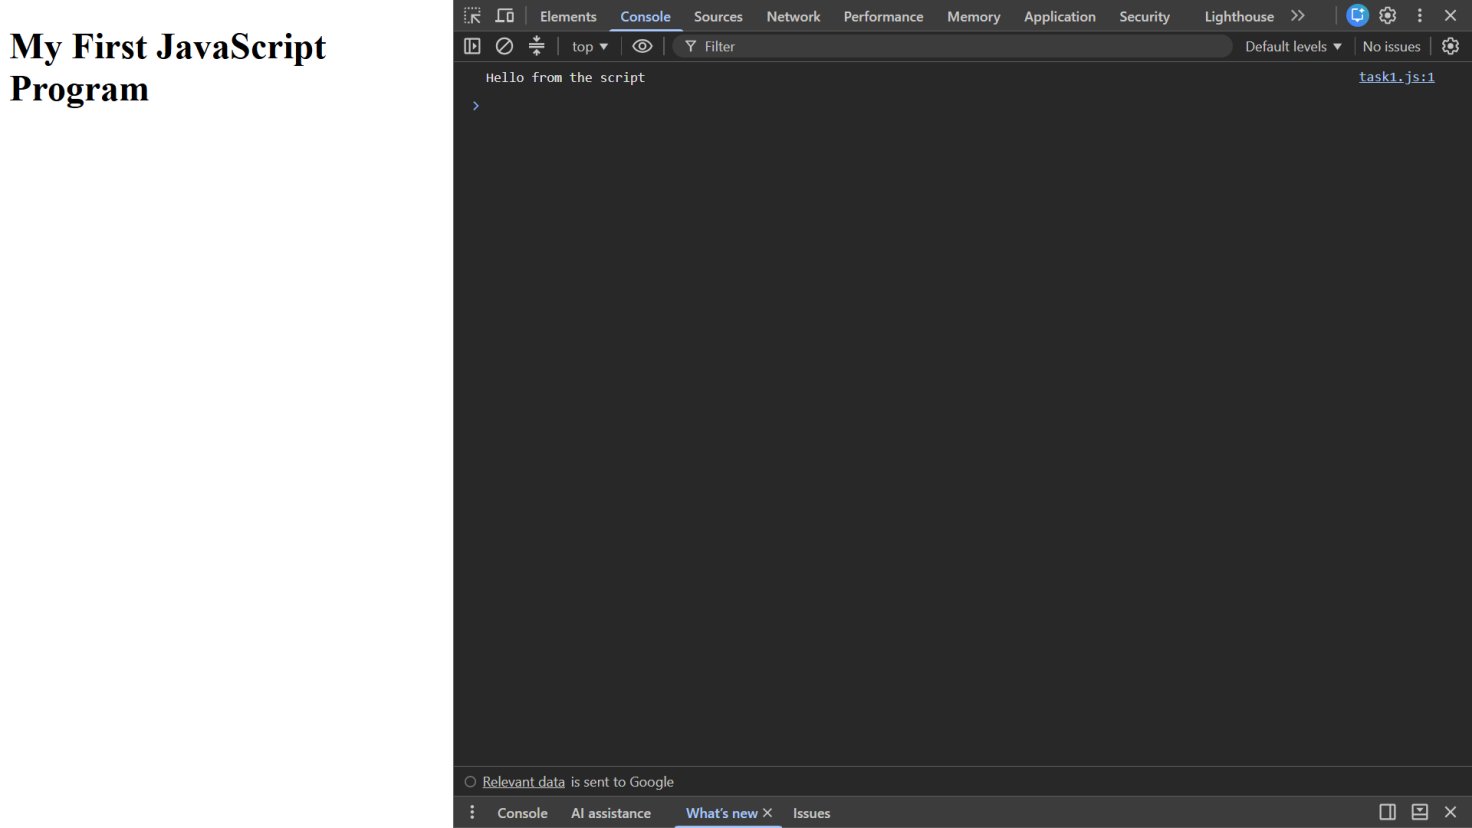 My First JavaScript
Program
Elements Console Sources Network Performance Memory Application Security Lighthouse
top Filter Default levels No issues
Hello from the script task1.js:1
Relevant data is sent to Google
Console AI assistance What's new Issues